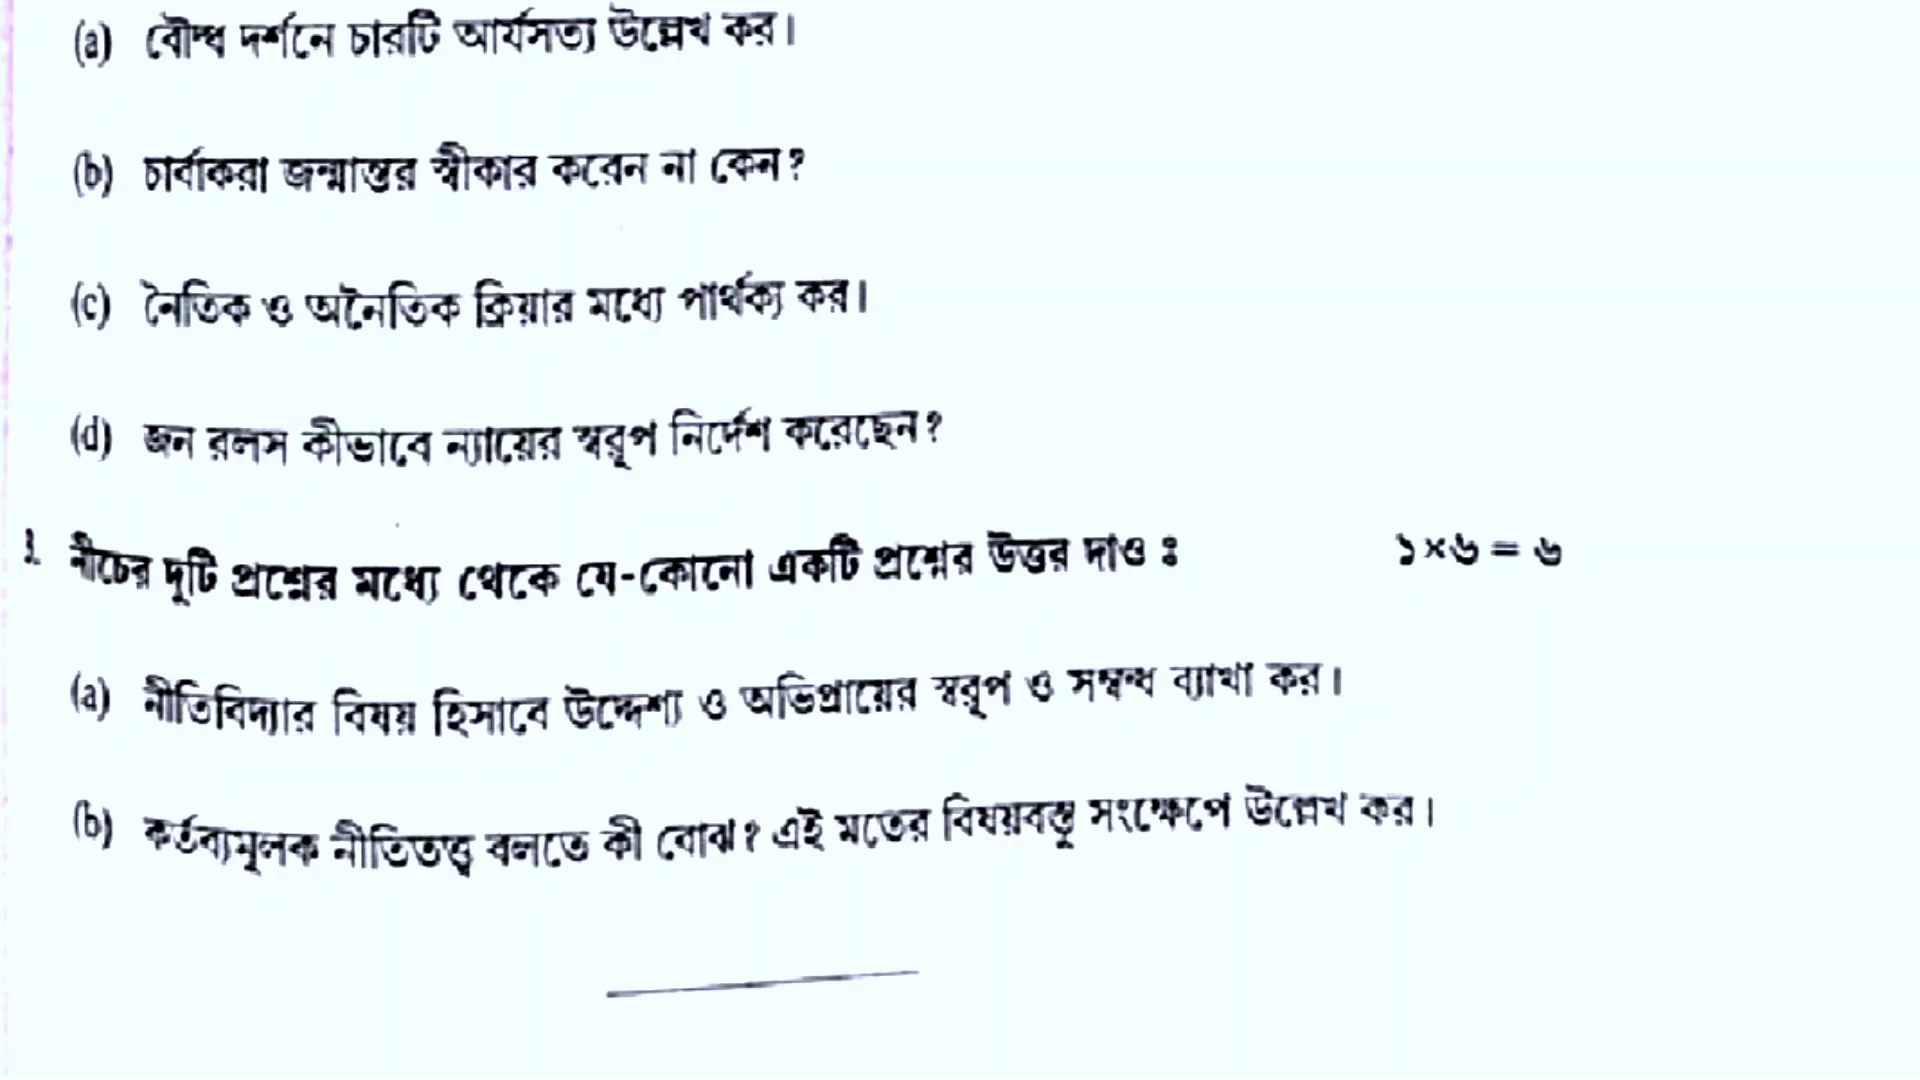 (a) বৌদ্ধ দর্শনে চারটি আর্যসত্য উল্লেখ কর।
(b) চার্বাকরা জন্মান্তর স্বীকার করেন না কেন?
(c) নৈতিক ও অনৈতিক ক্রিয়ার মধ্যে পার্থক্য কর।
(d) জন রলস কীভাবে ন্যায়ের স্বরূপ নির্দেশ করেছেন?
নীচের দুটি প্রশ্নের মধ্যে থেকে যে-কোনো একটি প্রশ্নের উত্তর দাও ঃ ১×৬ = ৬
(a) নীতিবিদ্যার বিষয় হিসাবে উদ্দেশ্য ও অভিপ্রায়ের স্বরূপ ও সম্বন্ধ ব্যাখা কর।
(b) কর্তব্যমূলক নীতিতত্ত্ব বলতে কী বোঝ? এই মতের বিষয়বস্তু সংক্ষেপে উল্লেখ কর।